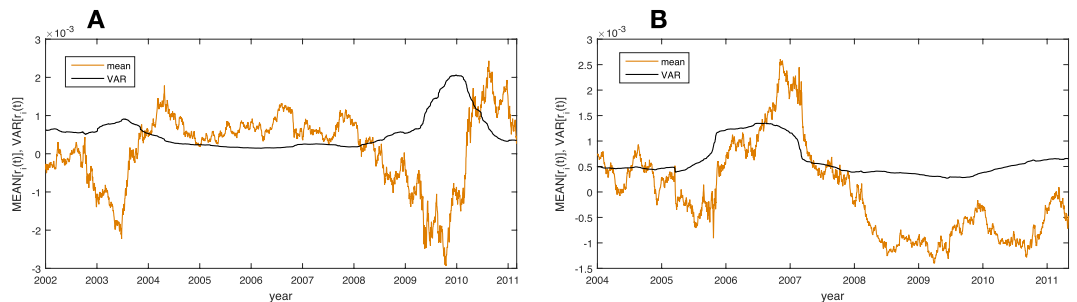 A
×10⁻³
3
2
1
0
-1
-2
-3
MEAN[rᵢ(t)], VAR[rᵢ(t)]
mean
VAR
2002 2003 2004 2005 2006 2007 2008 2009 2010 2011
year
B
×10⁻³
3
2.5
2
1.5
1
0.5
0
-0.5
-1
-1.5
MEAN[rᵢ(t)], VAR[rᵢ(t)]
mean
VAR
2004 2005 2006 2007 2008 2009 2010 2011
year